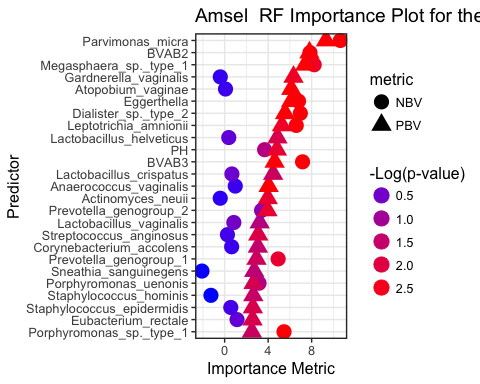 Amsel  RF Importance Plot for the
Parvimonas_micra
BVAB2
Megasphaera_sp._type_1
Gardnerella_vaginalis
Atopobium_vaginae
Eggerthella
Dialister_sp._type_2
Leptotrichia_amnionii
Lactobacillus_helveticus
PH
BVAB3
Lactobacillus_crispatus
Anaerococcus_vaginalis
Actinomyces_neuii
Prevotella_genogroup_2
Lactobacillus_vaginalis
Streptococcus_anginosus
Corynebacterium_accolens
Prevotella_genogroup_1
Sneathia_sanguinegens
Porphyromonas_uenonis
Staphylococcus_hominis
Staphylococcus_epidermidis
Eubacterium_rectale
Porphyromonas_sp._type_1
Predictor
0 4 8
Importance Metric
metric
NBV
PBV
-Log(p-value)
0.5
1.0
1.5
2.0
2.5